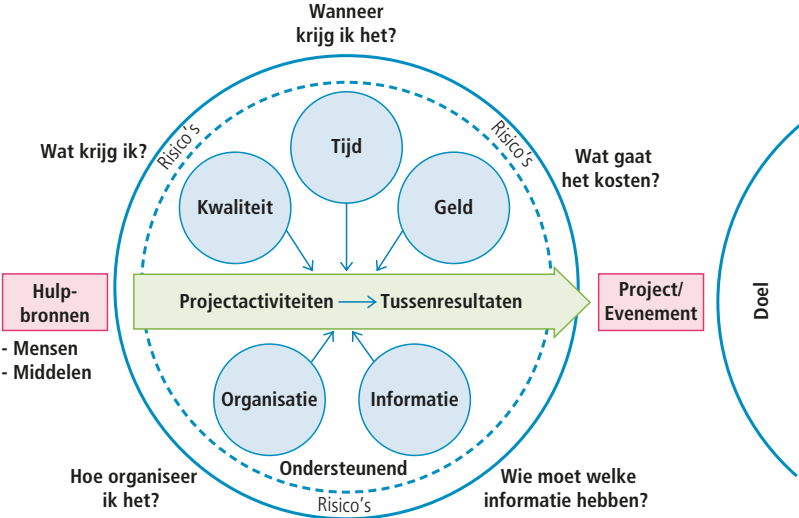 Wanneer
krijg ik het?
Risico's
Risico's
Tijd
Wat krijg ik?
Wat gaat
het kosten?
Kwaliteit
Geld
Hulp-
bronnen
Projectactiviteiten
Tussenresultaten
Project/
Evenement
Doel
- Mensen
- Middelen
Organisatie
Informatie
Ondersteunend
Hoe organiseer
ik het?
Risico's
Wie moet welke
informatie hebben?